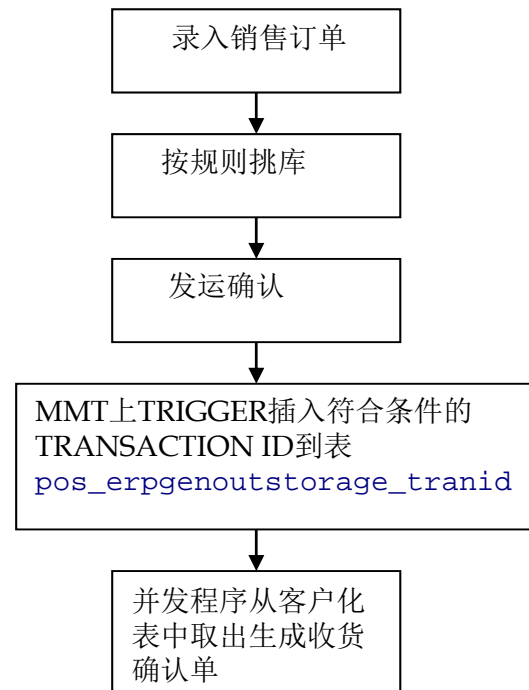 录入销售订单
按规则挑库
发运确认
MMT上TRIGGER插入符合条件的
TRANSACTION ID到表
pos_erpgenoutstorage_tranid
并发程序从客户化
表中取出生成收货
确认单